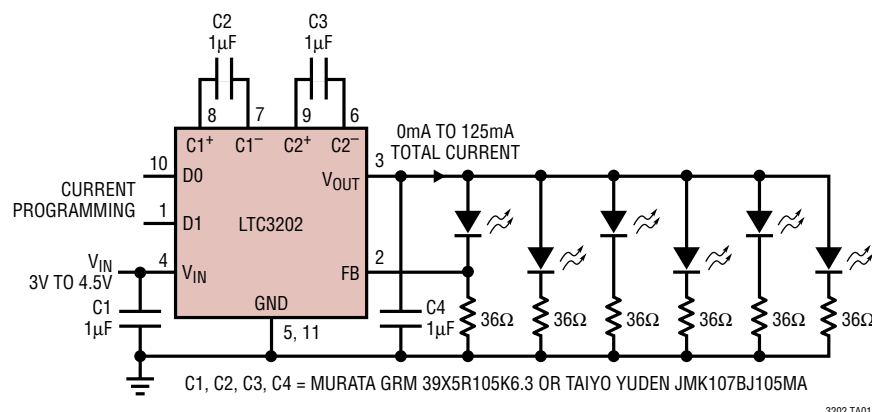 C2
1µF
C3
1µF
8
7
9
6
C1+
C1–
C2+
C2–
0mA TO 125mA
TOTAL CURRENT
10
D0
VOUT
3
CURRENT
PROGRAMMING
1
D1
LTC3202
VIN
3V TO 4.5V
4
VIN
FB
2
GND
5, 11
C1
1µF
C4
1µF
36Ω
36Ω
36Ω
36Ω
36Ω
36Ω
C1, C2, C3, C4 = MURATA GRM 39X5R105K6.3 OR TAIYO YUDEN JMK107BJ105MA
3202 TA01